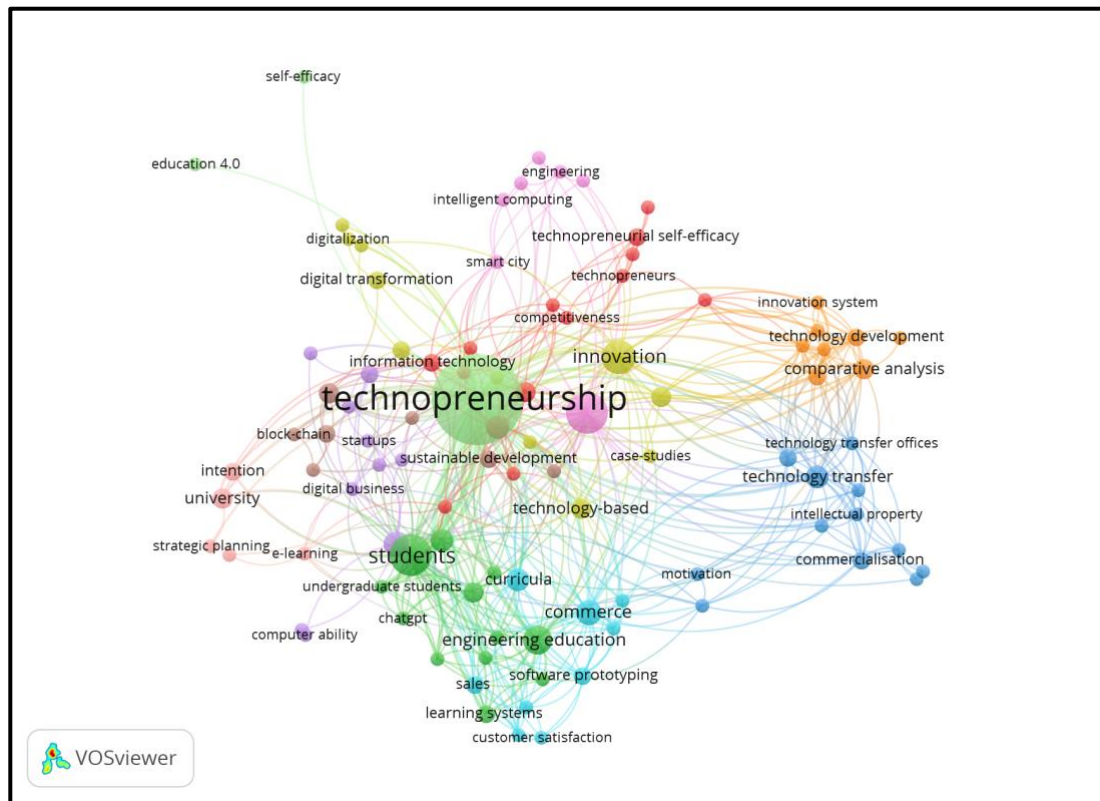 self-efficacy
education 4.0
engineering
intelligent computing
digitalization
technopreneurial self-efficacy
smart city
digital transformation
technopreneurs
innovation system
competitiveness
technology development
information technology
innovation
comparative analysis
technopreneurship
block-chain
startups
technology transfer offices
sustainable development
case-studies
intention
technology transfer
digital business
university
technology-based
intellectual property
strategic planning
e-learning
students
commercialisation
undergraduate students
curricula
motivation
chatgpt
commerce
computer ability
engineering education
software prototyping
sales
learning systems
customer satisfaction
VOSviewer